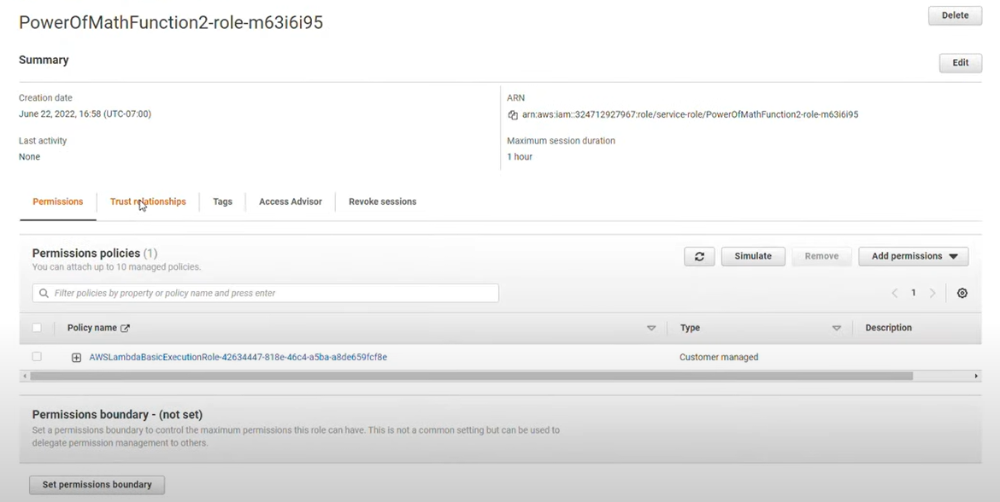 PowerOfMathFunction2-role-m63i6i95
Delete
Summary
Edit
Creation date
June 22, 2022, 16:58 (UTC-07:00)
ARN
arn:aws:iam::324712927967:role/service-role/PowerOfMathFunction2-role-m63i6i95
Last activity
None
Maximum session duration
1 hour
Permissions
Trust relationships
Tags
Access Advisor
Revoke sessions
Permissions policies (1)
You can attach up to 10 managed policies.
Simulate
Remove
Add permissions
Filter policies by property or policy name and press enter
1
Policy name
Type
Description
AWSLambdaBasicExecutionRole-42634447-818e-46c4-a5ba-a8de659fcf8e
Customer managed
Permissions boundary - (not set)
Set a permissions boundary to control the maximum permissions this role can have. This is not a common setting but can be used to
delegate permission management to others.
Set permissions boundary